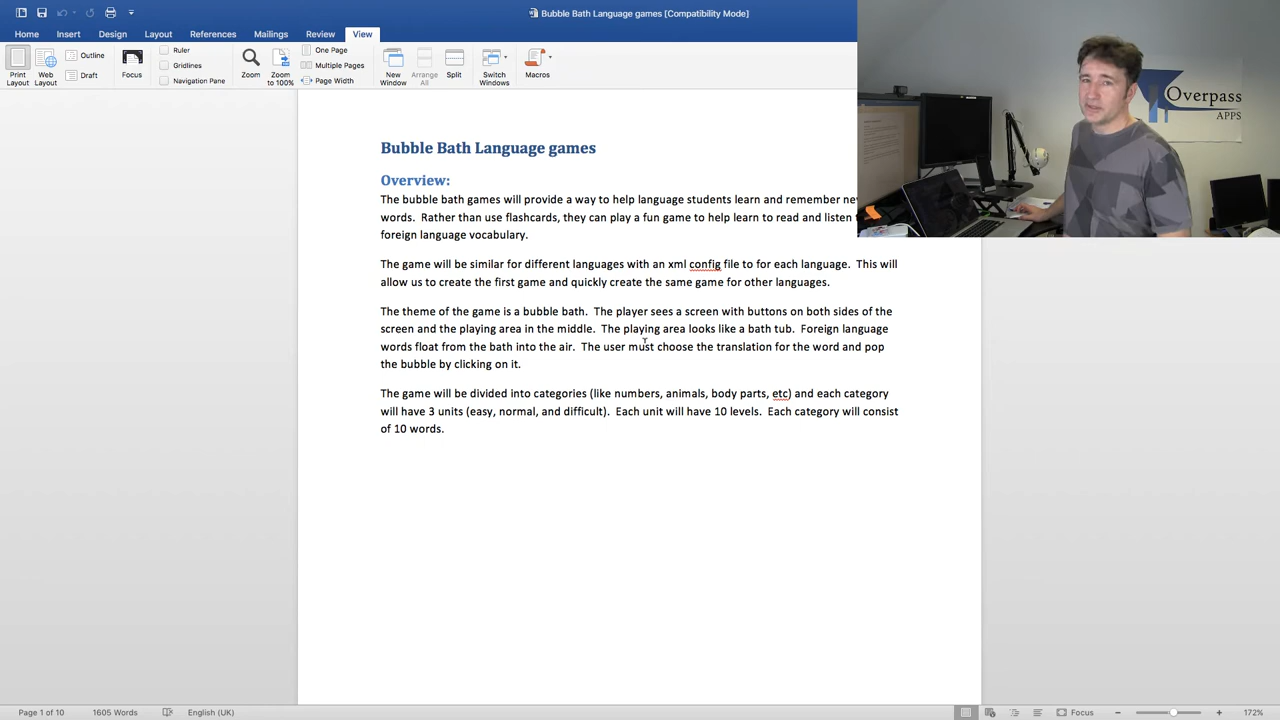 Bubble Bath Language games [Compatibility Mode]
Home Insert Design Layout References Mailings Review View
Print Layout
Web Layout
Outline
Draft
Focus
Ruler
Gridlines
Navigation Pane
Zoom
Zoom to 100%
One Page
Multiple Pages
Page Width
New Window
Arrange All
Split
Switch Windows
Macros
Overpass
APPS
Bubble Bath Language games
Overview:
The bubble bath games will provide a way to help language students learn and remember
words. Rather than use flashcards, they can play a fun game to help learn to read and listen
foreign language vocabulary.
The game will be similar for different languages with an xml config file to for each language. This will
allow us to create the first game and quickly create the same game for other languages.
The theme of the game is a bubble bath. The player sees a screen with buttons on both sides of the
screen and the playing area in the middle. The playing area looks like a bath tub. Foreign language
words float from the bath into the air. The user must choose the translation for the word and pop
the bubble by clicking on it.
The game will be divided into categories (like numbers, animals, body parts, etc) and each category
will have 3 units (easy, normal, and difficult). Each unit will have 10 levels. Each category will consist
of 10 words.
Page 1 of 10 1605 Words English (UK) Focus 172%